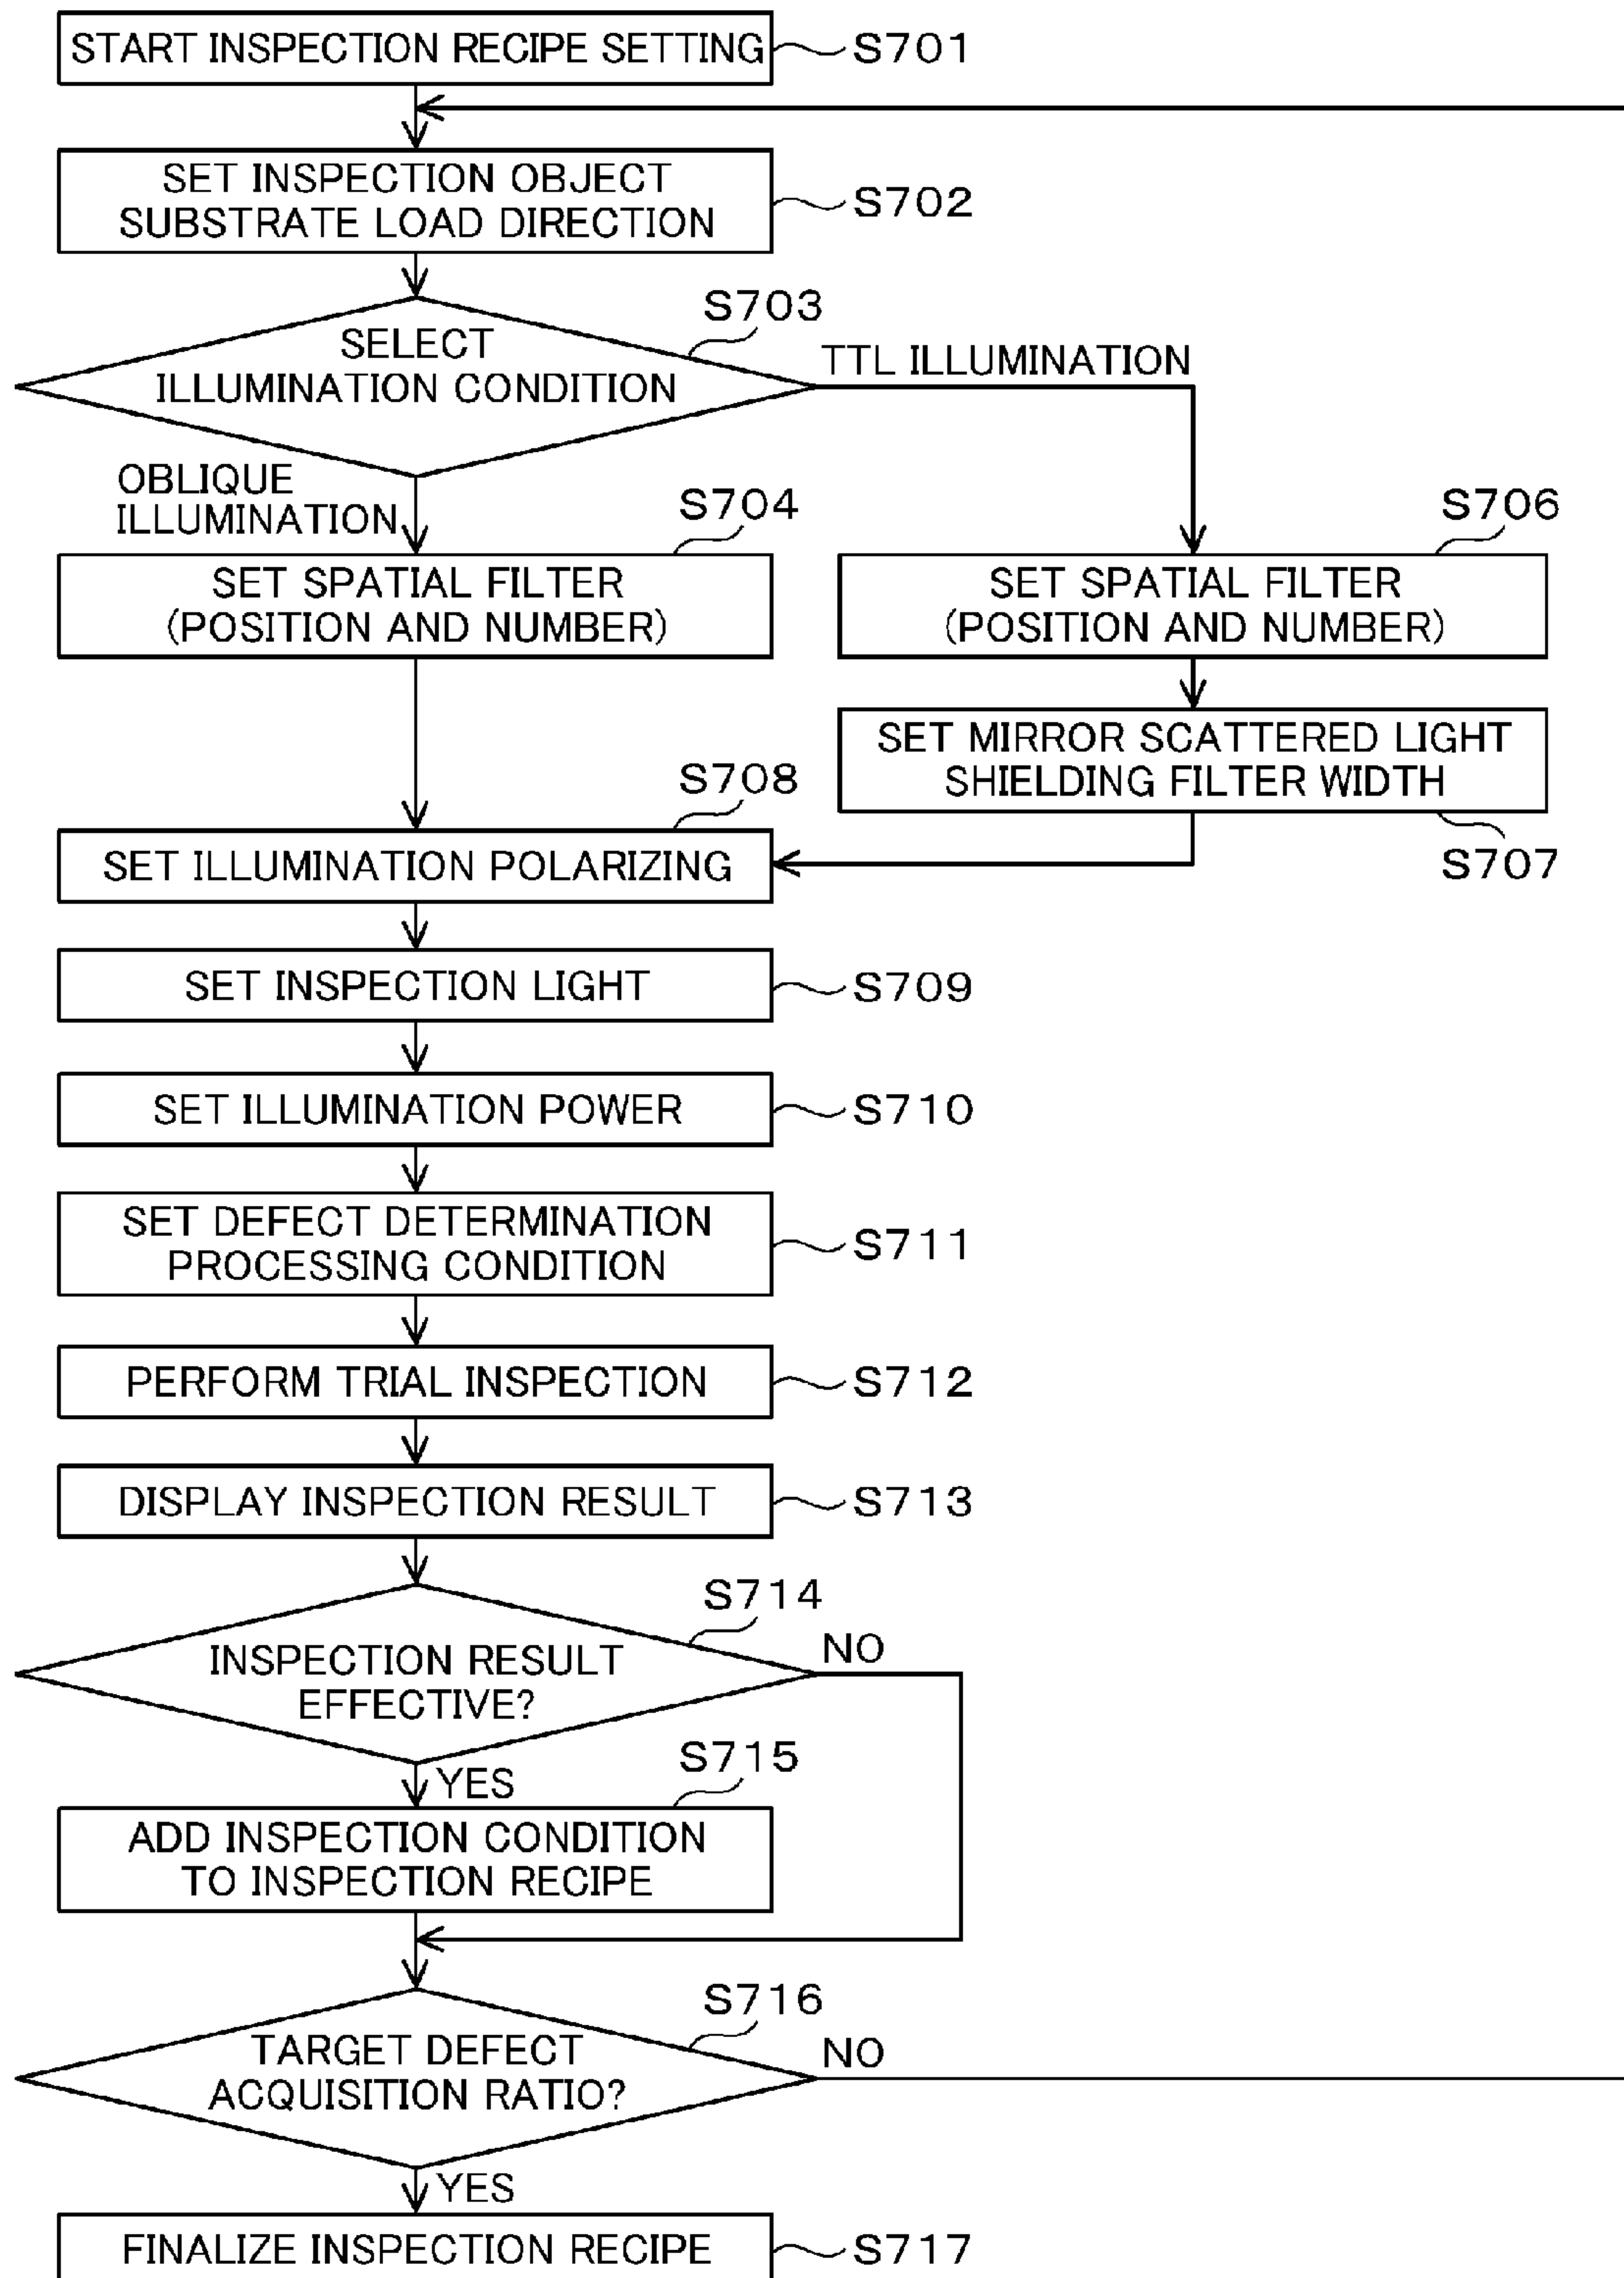 START INSPECTION RECIPE SETTING
S701
SET INSPECTION OBJECT
SUBSTRATE LOAD DIRECTION
S702
S703
SELECT
ILLUMINATION CONDITION
TTL ILLUMINATION
OBLIQUE
ILLUMINATION
S704
SET SPATIAL FILTER
(POSITION AND NUMBER)
S706
SET SPATIAL FILTER
(POSITION AND NUMBER)
SET MIRROR SCATTERED LIGHT
SHIELDING FILTER WIDTH
S707
S708
SET ILLUMINATION POLARIZING
SET INSPECTION LIGHT
S709
SET ILLUMINATION POWER
S710
SET DEFECT DETERMINATION
PROCESSING CONDITION
S711
PERFORM TRIAL INSPECTION
S712
DISPLAY INSPECTION RESULT
S713
S714
INSPECTION RESULT
EFFECTIVE?
NO
YES
S715
ADD INSPECTION CONDITION
TO INSPECTION RECIPE
S716
TARGET DEFECT
ACQUISITION RATIO?
NO
YES
FINALIZE INSPECTION RECIPE
S717